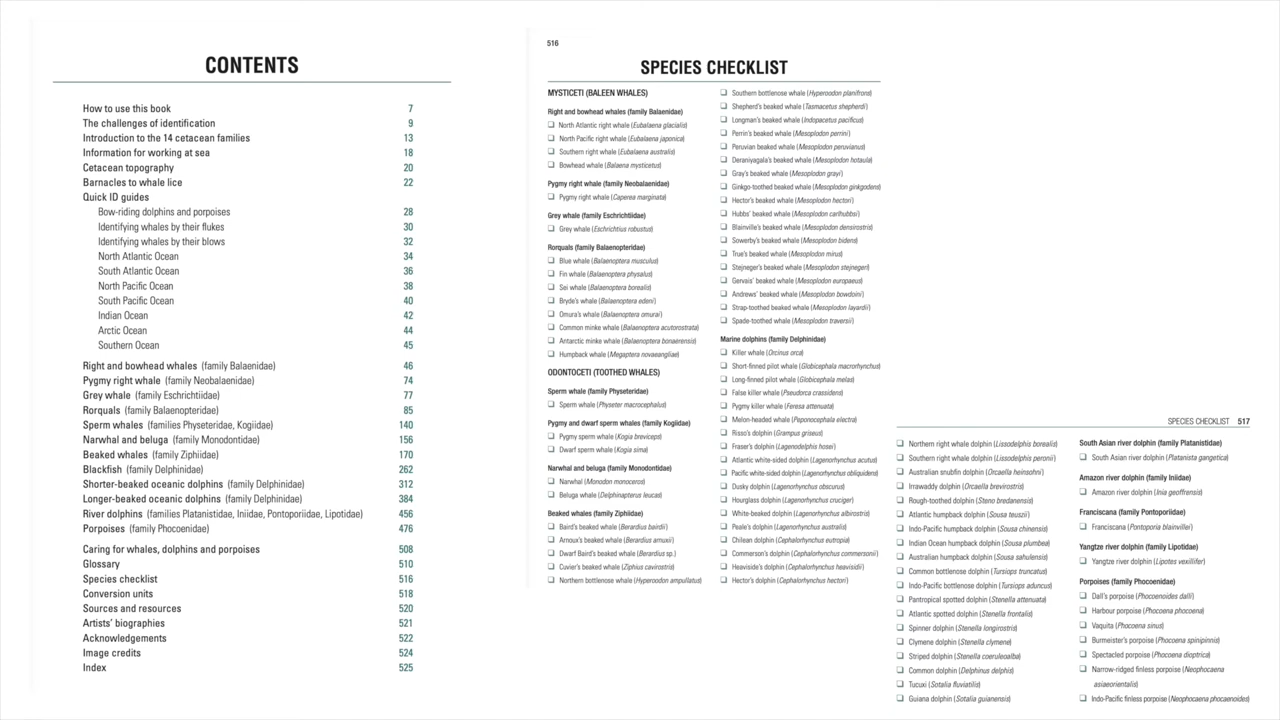 CONTENTS
How to use this book 7
The challenges of identification 9
Introduction to the 14 cetacean families 13
Information for working at sea 18
Cetacean topography 20
Barnacles to whale lice 22
Quick ID guides
Bow-riding dolphins and porpoises 28
Identifying whales by their flukes 30
Identifying whales by their blows 32
North Atlantic Ocean 34
South Atlantic Ocean 36
North Pacific Ocean 38
South Pacific Ocean 40
Indian Ocean 42
Arctic Ocean 44
Southern Ocean 45
Right and bowhead whales (family Balaenidae) 46
Pygmy right whale (family Neobalaenidae) 74
Grey whale (family Eschrichtiidae) 77
Rorquals (family Balaenopteridae) 85
Sperm whales (families Physeteridae, Kogiidae) 140
Narwhal and beluga (family Monodontidae) 156
Beaked whales (family Ziphiidae) 170
Blackfish (family Delphinidae) 262
Shorter-beaked oceanic dolphins (family Delphinidae) 312
Longer-beaked oceanic dolphins (family Delphinidae) 384
River dolphins (families Platanistidae, Iniidae, Pontoporiidae, Lipotidae) 456
Porpoises (family Phocoenidae) 476
Caring for whales, dolphins and porpoises 508
Glossary 510
Species checklist 516
Conversion units 518
Sources and resources 520
Artists' biographies 521
Acknowledgements 522
Image credits 524
Index 525
516
SPECIES CHECKLIST
MYSTICETI (BALEEN WHALES)
Right and bowhead whales (family Balaenidae)
❑ North Atlantic right whale (Eubalaena glacialis)
❑ North Pacific right whale (Eubalaena japonica)
❑ Southern right whale (Eubalaena australis)
❑ Bowhead whale (Balaena mysticetus)
Pygmy right whale (family Neobalaenidae)
❑ Pygmy right whale (Caperea marginata)
Grey whale (family Eschrichtiidae)
❑ Grey whale (Eschrichtius robustus)
Rorquals (family Balaenopteridae)
❑ Blue whale (Balaenoptera musculus)
❑ Fin whale (Balaenoptera physalus)
❑ Sei whale (Balaenoptera borealis)
❑ Bryde's whale (Balaenoptera edeni)
❑ Omura's whale (Balaenoptera omurai)
❑ Common minke whale (Balaenoptera acutorostrata)
❑ Antarctic minke whale (Balaenoptera bonaerensis)
❑ Humpback whale (Megaptera novaeangliae)
ODONTOCETI (TOOTHED WHALES)
Sperm whale (family Physeteridae)
❑ Sperm whale (Physeter macrocephalus)
Pygmy and dwarf sperm whales (family Kogiidae)
❑ Pygmy sperm whale (Kogia breviceps)
❑ Dwarf sperm whale (Kogia sima)
Narwhal and beluga (family Monodontidae)
❑ Narwhal (Monodon monoceros)
❑ Beluga whale (Delphinapterus leucas)
Beaked whales (family Ziphiidae)
❑ Baird's beaked whale (Berardius bairdii)
❑ Arnoux's beaked whale (Berardius arnuxii)
❑ Dwarf Baird's beaked whale (Berardius sp.)
❑ Cuvier's beaked whale (Ziphius cavirostris)
❑ Northern bottlenose whale (Hyperoodon ampullatus)
❑ Southern bottlenose whale (Hyperoodon planifrons)
❑ Shepherd's beaked whale (Tasmacetus shepherdi)
❑ Longman's beaked whale (Indopacetus pacificus)
❑ Perrin's beaked whale (Mesoplodon perrini)
❑ Peruvian beaked whale (Mesoplodon peruvianus)
❑ Deraniyagala's beaked whale (Mesoplodon hotaula)
❑ Gray's beaked whale (Mesoplodon grayi)
❑ Ginkgo-toothed beaked whale (Mesoplodon ginkgodens)
❑ Hector's beaked whale (Mesoplodon hectori)
❑ Hubbs' beaked whale (Mesoplodon carlhubbsi)
❑ Blainville's beaked whale (Mesoplodon densirostris)
❑ Sowerby's beaked whale (Mesoplodon bidens)
❑ True's beaked whale (Mesoplodon mirus)
❑ Stejneger's beaked whale (Mesoplodon stejnegeri)
❑ Gervais' beaked whale (Mesoplodon europaeus)
❑ Andrews' beaked whale (Mesoplodon bowdoini)
❑ Strap-toothed beaked whale (Mesoplodon layardii)
❑ Spade-toothed whale (Mesoplodon traversii)
Marine dolphins (family Delphinidae)
❑ Killer whale (Orcinus orca)
❑ Short-finned pilot whale (Globicephala macrorhynchus)
❑ Long-finned pilot whale (Globicephala melas)
❑ False killer whale (Pseudorca crassidens)
❑ Pygmy killer whale (Feresa attenuata)
❑ Melon-headed whale (Peponocephala electra)
❑ Risso's dolphin (Grampus griseus)
❑ Fraser's dolphin (Lagenodelphis hosei)
❑ Atlantic white-sided dolphin (Lagenorhynchus acutus)
❑ Pacific white-sided dolphin (Lagenorhynchus obliquidens)
❑ Dusky dolphin (Lagenorhynchus obscurus)
❑ Hourglass dolphin (Lagenorhynchus cruciger)
❑ White-beaked dolphin (Lagenorhynchus albirostris)
❑ Peale's dolphin (Lagenorhynchus australis)
❑ Chilean dolphin (Cephalorhynchus eutropia)
❑ Commerson's dolphin (Cephalorhynchus commersonii)
❑ Heaviside's dolphin (Cephalorhynchus heavisidii)
❑ Hector's dolphin (Cephalorhynchus hectori)
SPECIES CHECKLIST 517
❑ Northern right whale dolphin (Lissodelphis borealis)
❑ Southern right whale dolphin (Lissodelphis peronii)
❑ Australian snubfin dolphin (Orcaella heinsohni)
❑ Irrawaddy dolphin (Orcaella brevirostris)
❑ Rough-toothed dolphin (Steno bredanensis)
❑ Atlantic humpback dolphin (Sousa teuszii)
❑ Indo-Pacific humpback dolphin (Sousa chinensis)
❑ Indian Ocean humpback dolphin (Sousa plumbea)
❑ Australian humpback dolphin (Sousa sahulensis)
❑ Common bottlenose dolphin (Tursiops truncatus)
❑ Indo-Pacific bottlenose dolphin (Tursiops aduncus)
❑ Pantropical spotted dolphin (Stenella attenuata)
❑ Atlantic spotted dolphin (Stenella frontalis)
❑ Spinner dolphin (Stenella longirostris)
❑ Clymene dolphin (Stenella clymene)
❑ Striped dolphin (Stenella coeruleoalba)
❑ Common dolphin (Delphinus delphis)
❑ Tucuxi (Sotalia fluviatilis)
❑ Guiana dolphin (Sotalia guianensis)
South Asian river dolphin (family Platanistidae)
❑ South Asian river dolphin (Platanista gangetica)
Amazon river dolphin (family Iniidae)
❑ Amazon river dolphin (Inia geoffrensis)
Franciscana (family Pontoporiidae)
❑ Franciscana (Pontoporia blainvillei)
Yangtze river dolphin (family Lipotidae)
❑ Yangtze river dolphin (Lipotes vexillifer)
Porpoises (family Phocoenidae)
❑ Dall's porpoise (Phocoenoides dalli)
❑ Harbour porpoise (Phocoena phocoena)
❑ Vaquita (Phocoena sinus)
❑ Burmeister's porpoise (Phocoena spinipinnis)
❑ Spectacled porpoise (Phocoena dioptrica)
❑ Narrow-ridged finless porpoise (Neophocaena
asiaeorientalis)
❑ Indo-Pacific finless porpoise (Neophocaena phocaenoides)